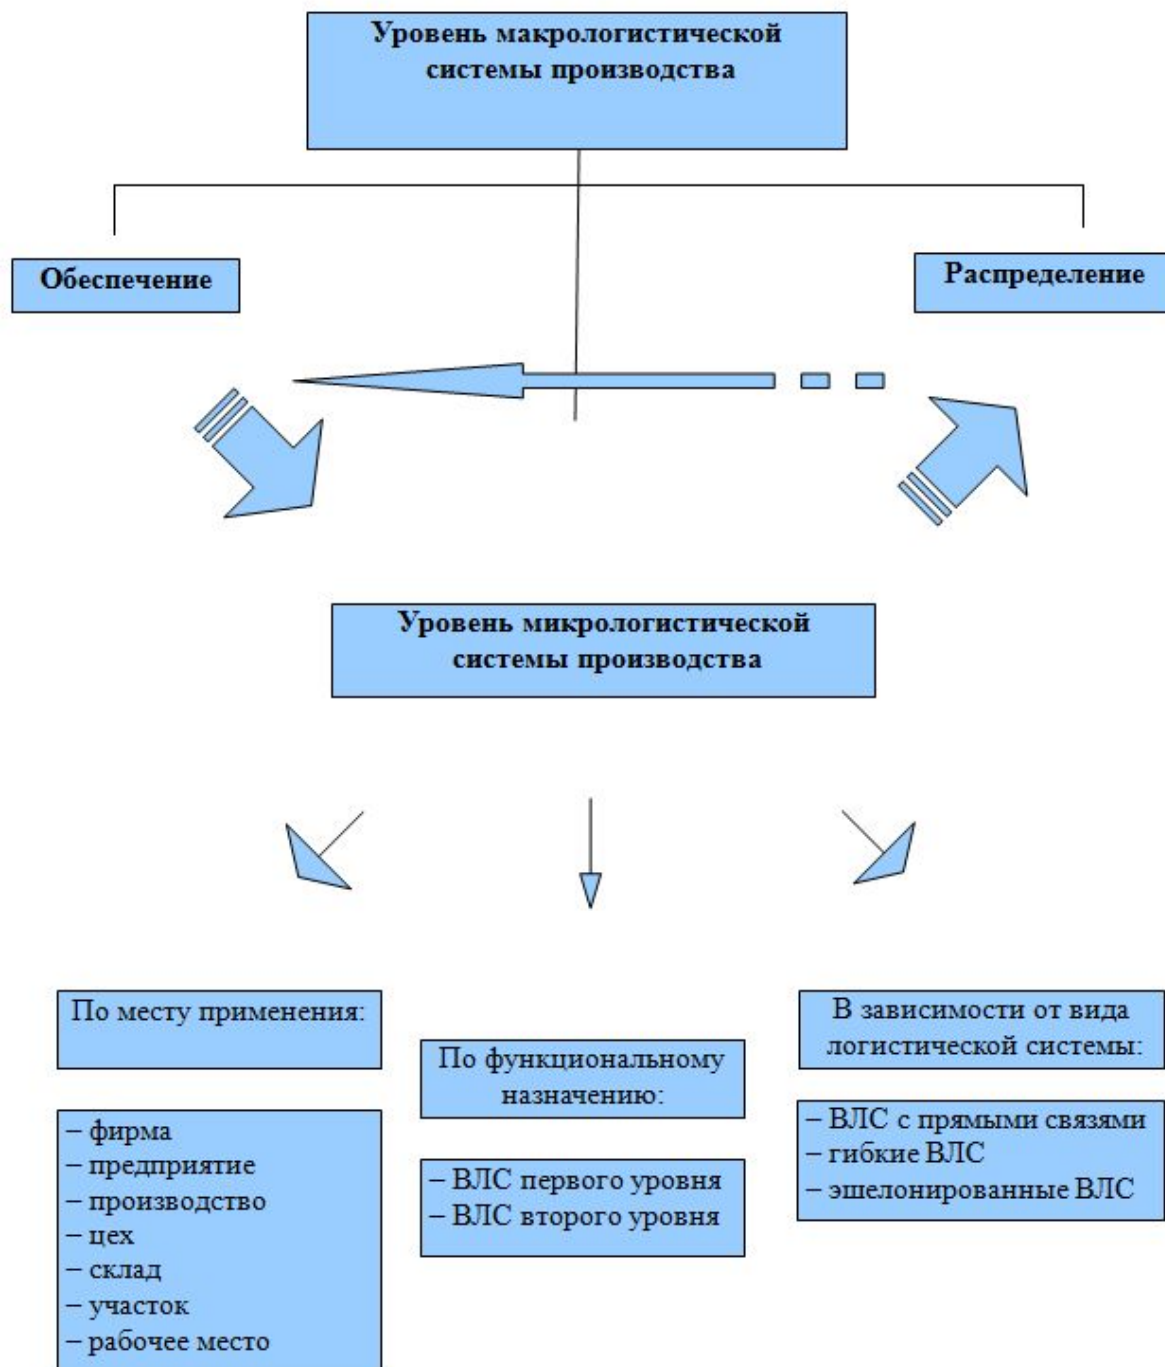 Уровень макрологистической
системы производства
Обеспечение
Распределение
Уровень микрологистической
системы производства
По месту применения:
– фирма
– предприятие
– производство
– цех
– склад
– участок
– рабочее место
По функциональному
назначению:
– ВЛС первого уровня
– ВЛС второго уровня
В зависимости от вида
логистической системы:
– ВЛС с прямыми связями
– гибкие ВЛС
– эшелонированные ВЛС